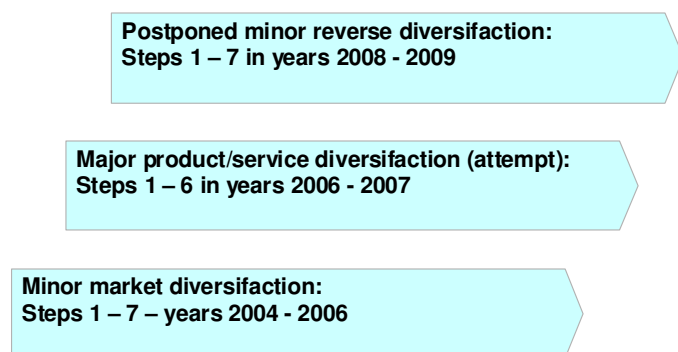 Postponed minor reverse diversifaction:
Steps 1 – 7 in years 2008 - 2009
Major product/service diversifaction (attempt):
Steps 1 – 6 in years 2006 - 2007
Minor market diversifaction:
Steps 1 – 7 – years 2004 - 2006